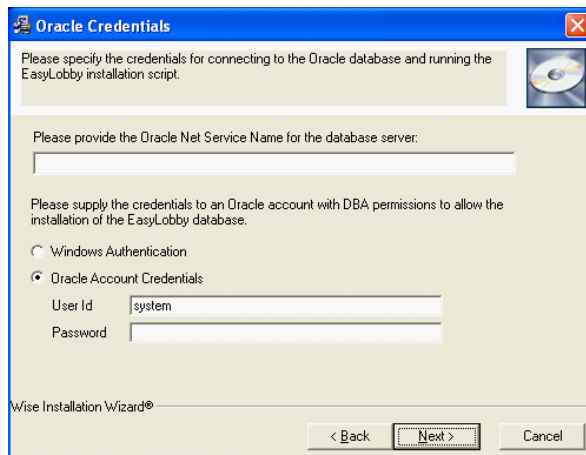 Oracle Credentials
Please specify the credentials for connecting to the Oracle database and running the
EasyLobby installation script.
Please provide the Oracle Net Service Name for the database server:
Please supply the credentials to an Oracle account with DBA permissions to allow the
installation of the EasyLobby database.
Windows Authentication
Oracle Account Credentials
User Id system
Password
Wise Installation Wizard®
< Back Next > Cancel